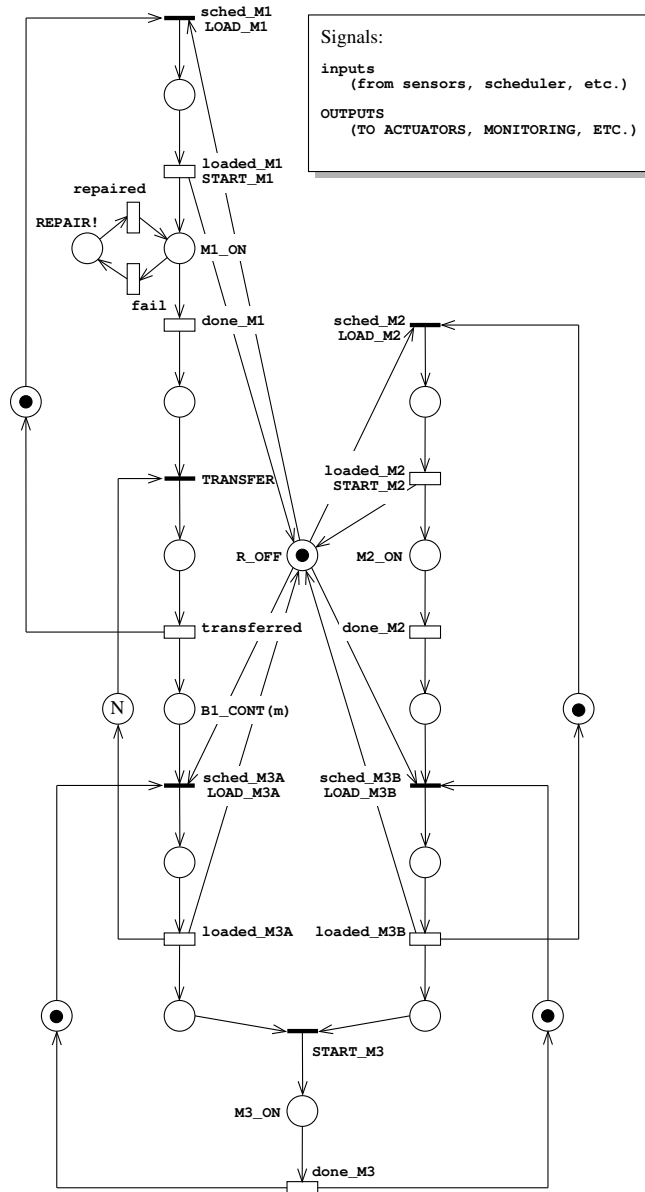 sched_M1
LOAD_M1
Signals:
inputs
(from sensors, scheduler, etc.)
OUTPUTS
(TO ACTUATORS, MONITORING, ETC.)
loaded_M1
START_M1
repaired
REPAIR!
M1_ON
fail
done_M1
sched_M2
LOAD_M2
loaded_M2
START_M2
TRANSFER
R_OFF
M2_ON
transferred
done_M2
N
B1_CONT(m)
sched_M3A
LOAD_M3A
sched_M3B
LOAD_M3B
loaded_M3A
loaded_M3B
START_M3
M3_ON
done_M3